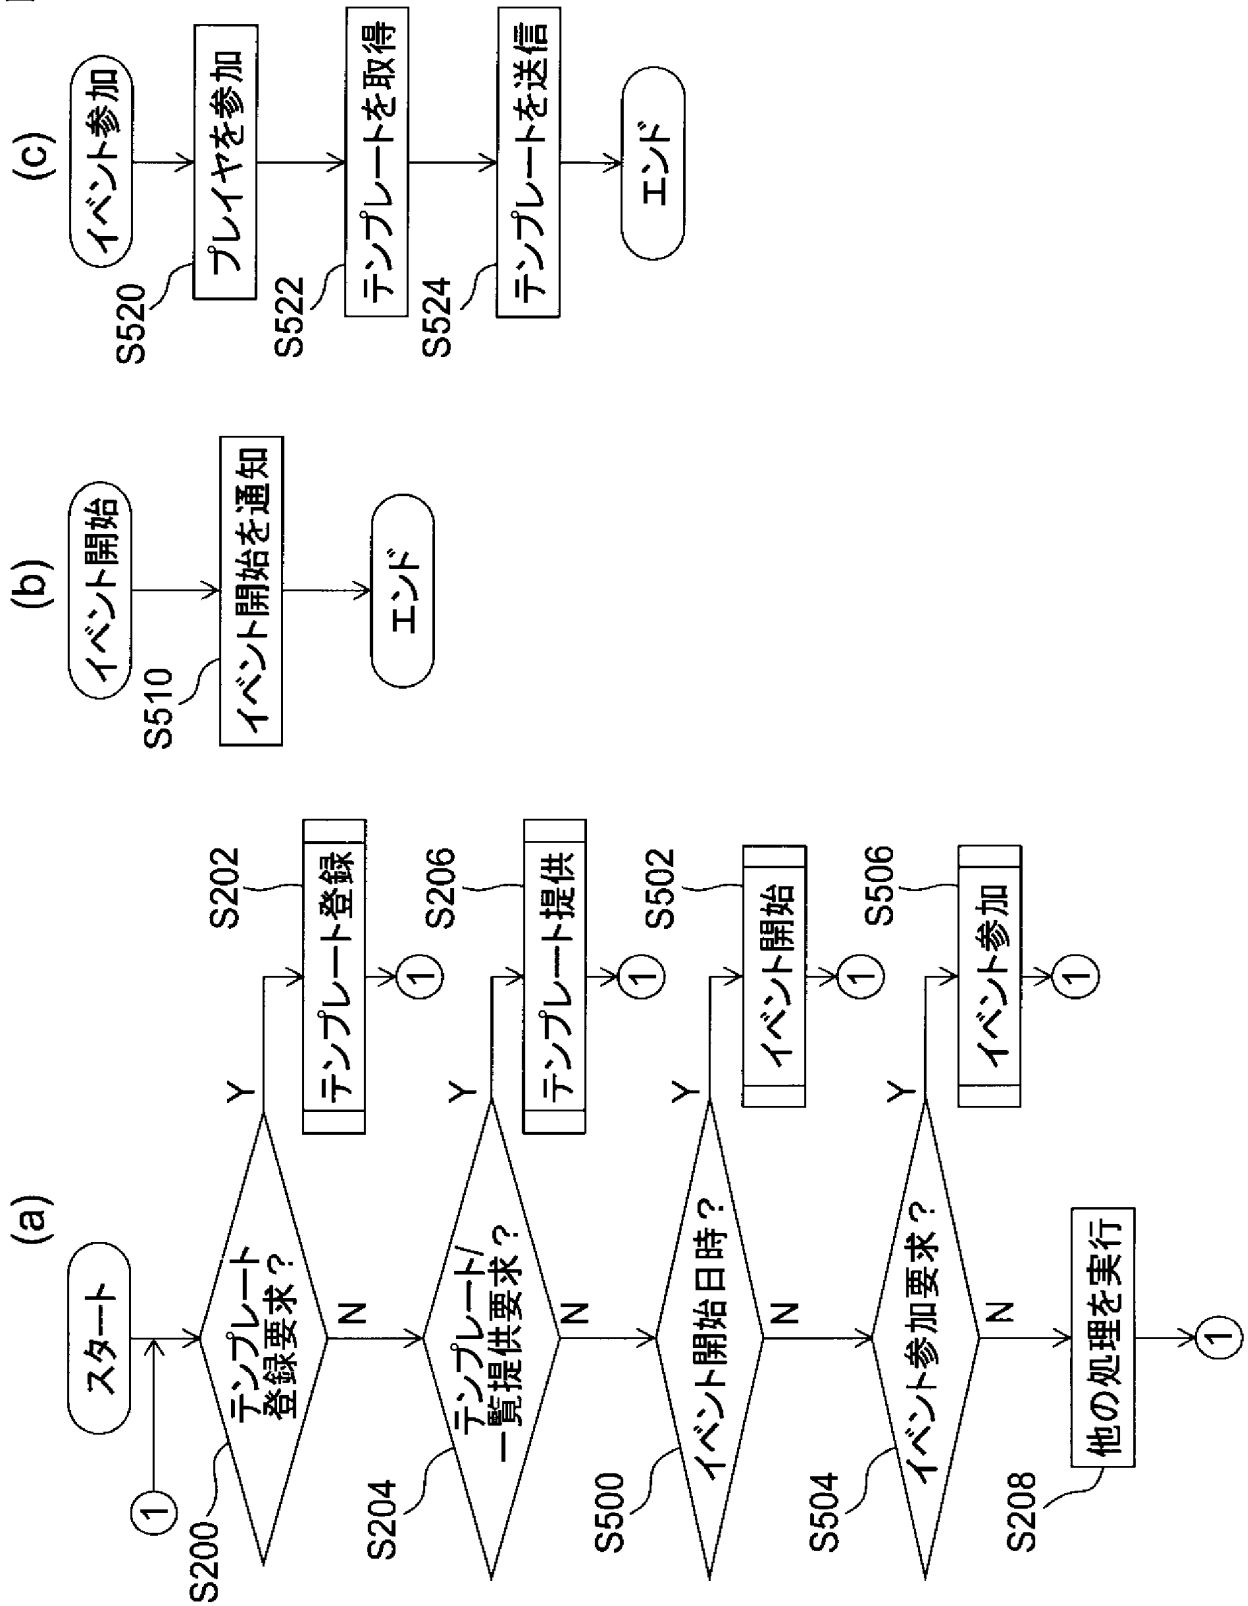 (a)
スタート
1
S200
テンプレート
登録要求?
Y
N
S202
テンプレート登録
1
S204
テンプレート/
一覧提供要求?
Y
N
S206
テンプレート提供
1
S500
イベント開始日時?
Y
N
S502
イベント開始
1
S504
イベント参加要求?
Y
N
S506
イベント参加
1
S208
他の処理を実行
1
(b)
イベント開始
S510
イベント開始を通知
エンド
(c)
イベント参加
S520
プレイヤを参加
S522
テンプレートを取得
S524
テンプレートを送信
エンド